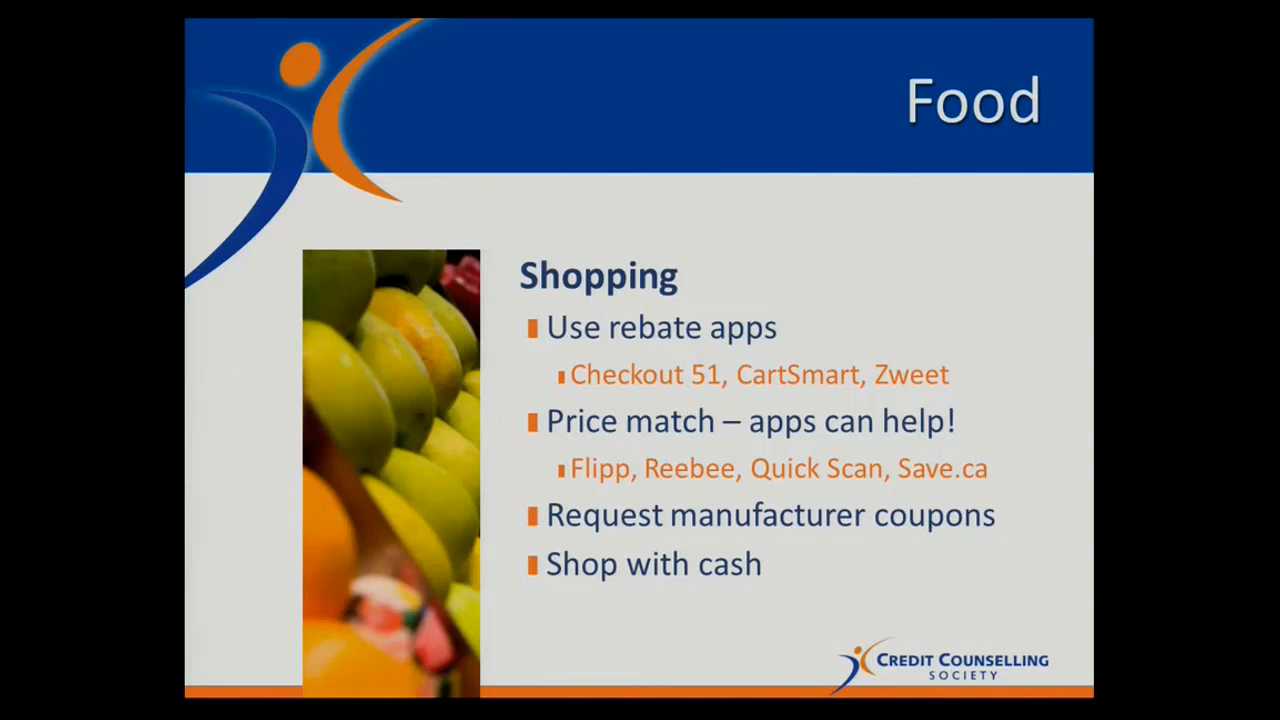 Food
Shopping
Use rebate apps
Checkout 51, CartSmart, Zweet
Price match – apps can help!
Flipp, Reebee, Quick Scan, Save.ca
Request manufacturer coupons
Shop with cash
CREDIT COUNSELLING
SOCIETY